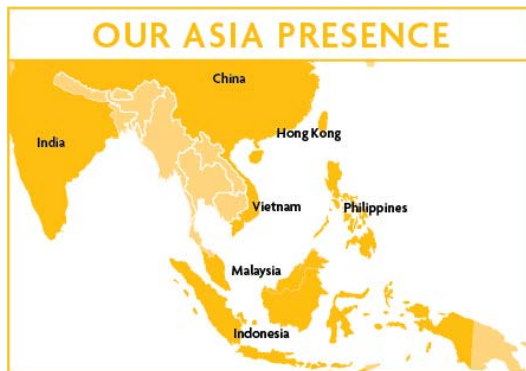 OUR ASIA PRESENCE
China
Hong Kong
India
Vietnam
Philippines
Malaysia
Indonesia